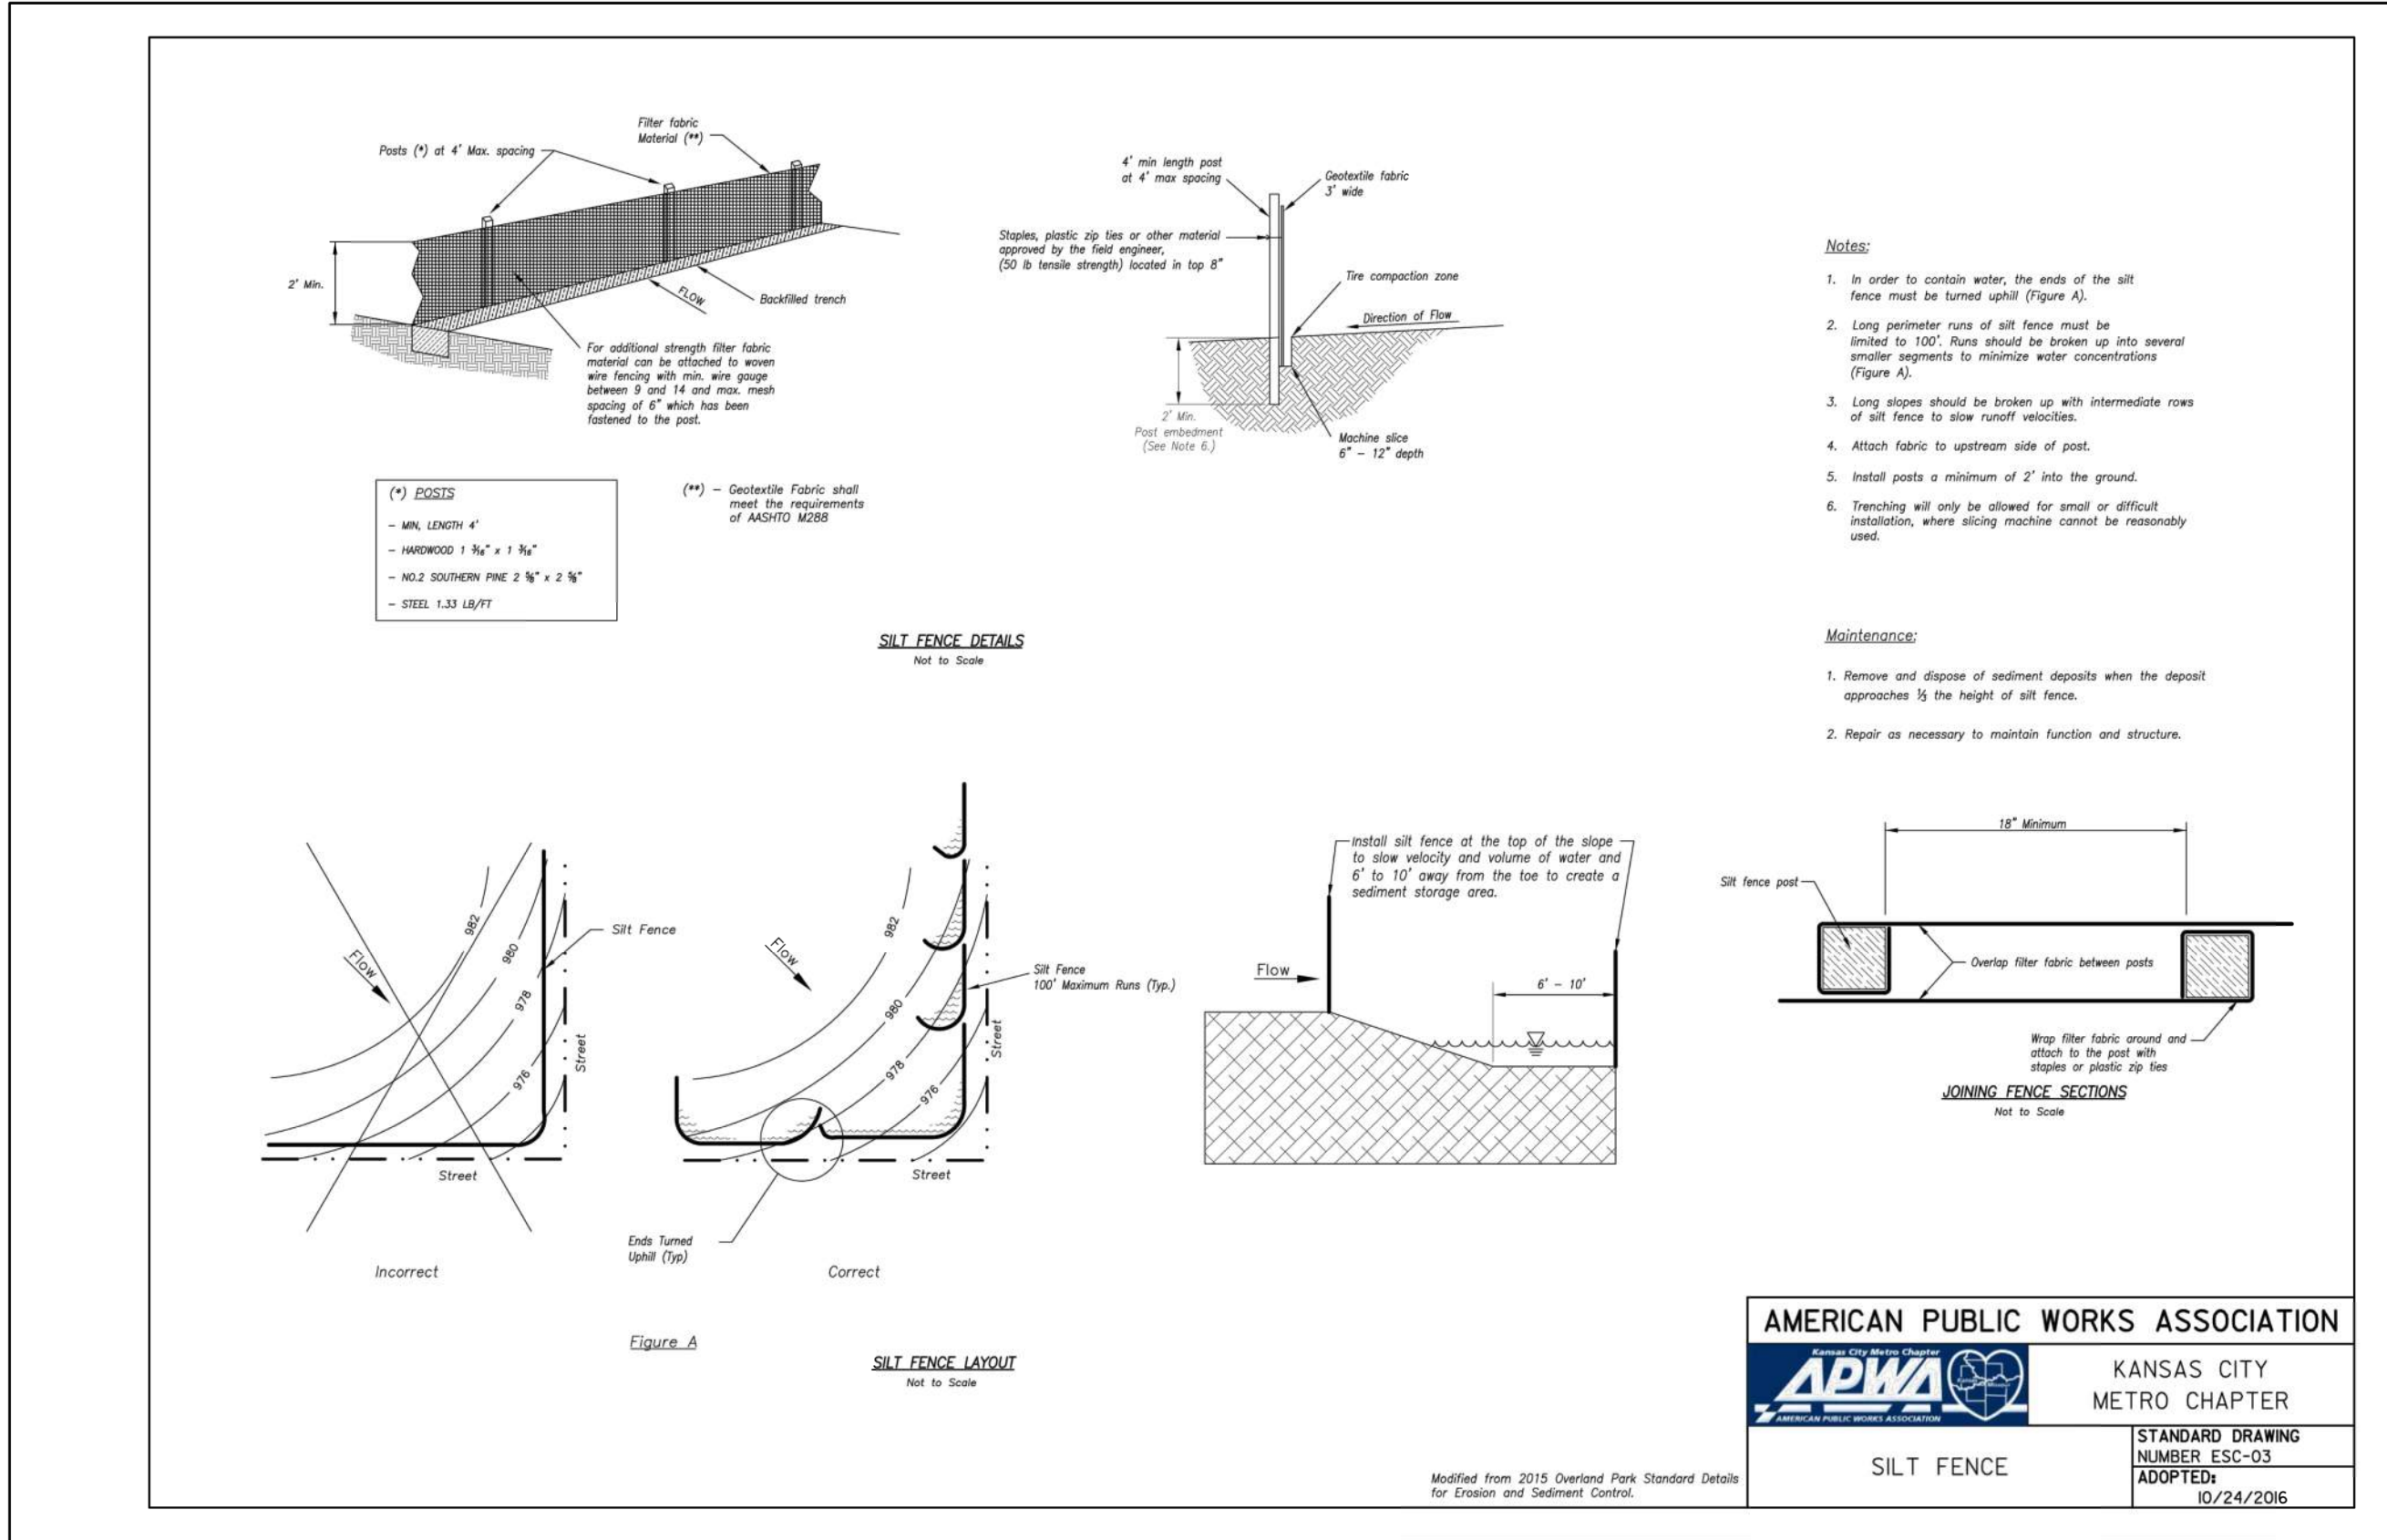 Filter fabric
Material (**)
Posts (*) at 4' Max. spacing
2' Min.
FLOW
Backfilled trench
For additional strength filter fabric
material can be attached to woven
wire fencing with min. wire gauge
between 9 and 14 and max. mesh
spacing of 6" which has been
fastened to the post.
(*) POSTS
- MIN. LENGTH 4'
- HARDWOOD 1 3/16" x 1 3/16"
- NO.2 SOUTHERN PINE 2 5/8" x 2 5/8"
- STEEL 1.33 LB/FT
(**) - Geotextile Fabric shall
meet the requirements
of AASHTO M288
4' min length post
at 4' max spacing
Geotextile fabric
3' wide
Staples, plastic zip ties or other material
approved by the field engineer,
(50 lb tensile strength) located in top 8"
Tire compaction zone
Direction of Flow
2' Min.
Post embedment
(See Note 6.)
Machine slice
6" - 12" depth
SILT FENCE DETAILS
Not to Scale
Notes:
1. In order to contain water, the ends of the silt
fence must be turned uphill (Figure A).
2. Long perimeter runs of silt fence must be
limited to 100'. Runs should be broken up into several
smaller segments to minimize water concentrations
(Figure A).
3. Long slopes should be broken up with intermediate rows
of silt fence to slow runoff velocities.
4. Attach fabric to upstream side of post.
5. Install posts a minimum of 2' into the ground.
6. Trenching will only be allowed for small or difficult
installation, where slicing machine cannot be reasonably
used.
Maintenance:
1. Remove and dispose of sediment deposits when the deposit
approaches 1/3 the height of silt fence.
2. Repair as necessary to maintain function and structure.
Flow
982
980
978
976
Silt Fence
Street
Street
Incorrect
Flow
982
980
978
976
Silt Fence
100' Maximum Runs (Typ.)
Street
Street
Ends Turned
Uphill (Typ)
Correct
Figure A
SILT FENCE LAYOUT
Not to Scale
Install silt fence at the top of the slope
to slow velocity and volume of water and
6' to 10' away from the toe to create a
sediment storage area.
Flow
6' - 10'
18" Minimum
Silt fence post
Overlap filter fabric between posts
Wrap filter fabric around and
attach to the post with
staples or plastic zip ties
JOINING FENCE SECTIONS
Not to Scale
Modified from 2015 Overland Park Standard Details
for Erosion and Sediment Control.
AMERICAN PUBLIC WORKS ASSOCIATION
Kansas City Metro Chapter
APWA
AMERICAN PUBLIC WORKS ASSOCIATION
KANSAS CITY
METRO CHAPTER
SILT FENCE
STANDARD DRAWING
NUMBER ESC-03
ADOPTED:
10/24/2016